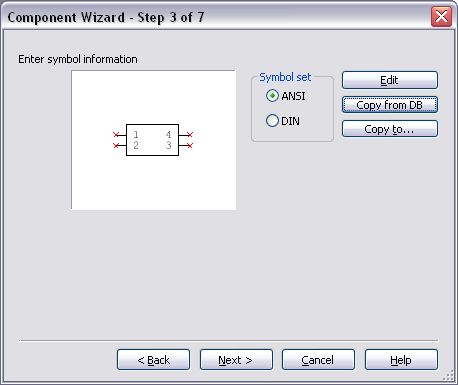 Component Wizard - Step 3 of 7
Enter symbol information
Symbol set
ANSI
DIN
Edit
Copy from DB
Copy to...
1 4
2 3
< Back
Next >
Cancel
Help